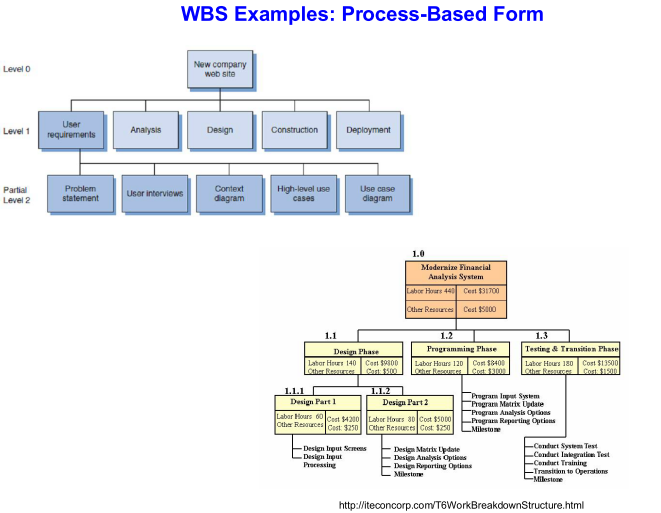 WBS Examples: Process-Based Form
Level 0
New company
web site
Level 1
User
requirements
Analysis
Design
Construction
Deployment
Partial
Level 2
Problem
statement
User interviews
Context
diagram
High-level use
cases
Use case
diagram
1.0
Modernize Financial
Analysis System
Labor Hours 440 Cost $31700
Other Resources Cost $5000
1.1
Design Phase
Labor Hours 140 Cost $9800
Other Resources Cost: $500
1.2
Programming Phase
Labor Hours 120 Cost $8400
Other Resources Cost: $3000
1.3
Testing & Transition Phase
Labor Hours 180 Cost $13500
Other Resources Cost: $1500
1.1.1
Design Part 1
Labor Hours 60 Cost $4200
Other Resources Cost: $250
1.1.2
Design Part 2
Labor Hours 80 Cost $5000
Other Resources Cost: $250
Design Input Screens
Design Input
Processing
Design Matrix Update
Design Analysis Options
Design Reporting Options
Milestone
Program Input System
Program Matrix Update
Program Analysis Options
Program Reporting Options
Milestone
Conduct System Test
Conduct Integration Test
Conduct Training
Transition to Operations
Milestone
http://iteconcorp.com/T6WorkBreakdownStructure.html